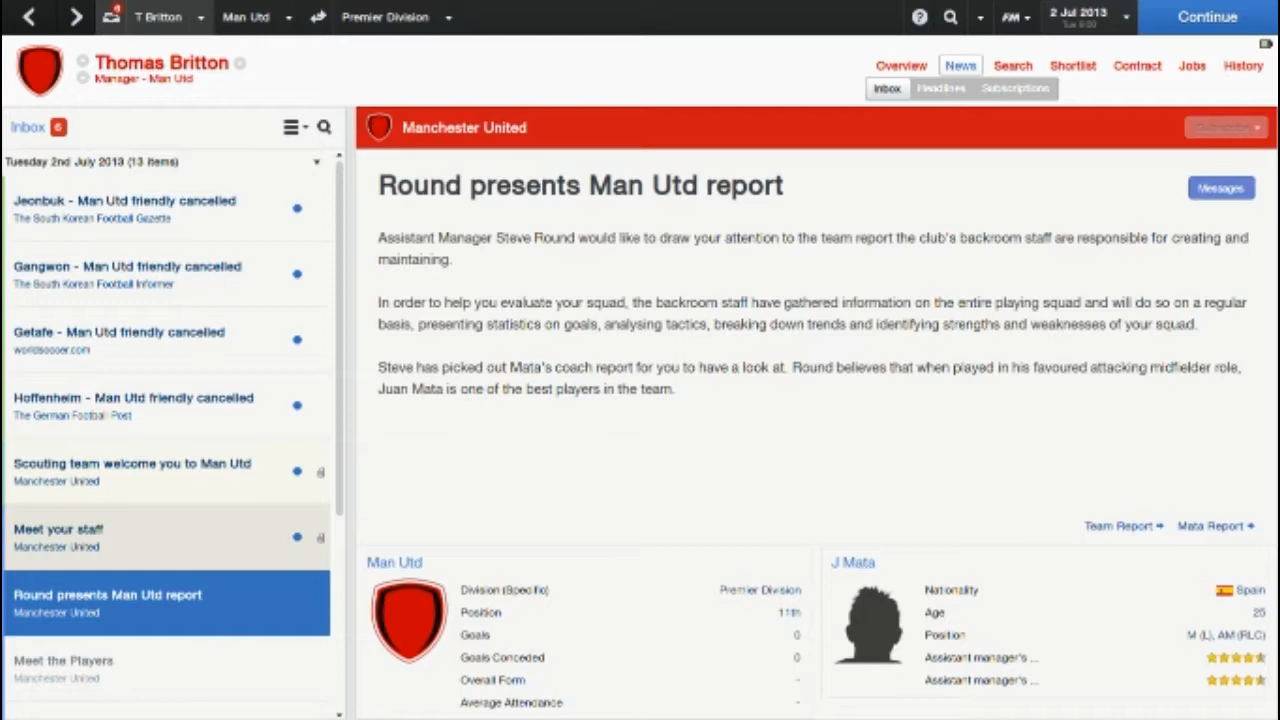 T Britton
Man Utd
Premier Division
FM
2 Jul 2013
Tue 6:00
Continue
Thomas Britton
Manager - Man Utd
Overview
News
Search
Shortlist
Contract
Jobs
History
Inbox
Headlines
Subscriptions
Inbox 6
Manchester United
Tuesday 2nd July 2013 (13 items)
Jeonbuk - Man Utd friendly cancelled
The South Korean Football Gazette
Gangwon - Man Utd friendly cancelled
The South Korean Football Informer
Getafe - Man Utd friendly cancelled
worldsoccer.com
Hoffenheim - Man Utd friendly cancelled
The German Football Post
Scouting team welcome you to Man Utd
Manchester United
Meet your staff
Manchester United
Round presents Man Utd report
Manchester United
Meet the Players
Manchester United
Round presents Man Utd report
Messages
Assistant Manager Steve Round would like to draw your attention to the team report the club's backroom staff are responsible for creating and
maintaining.
In order to help you evaluate your squad, the backroom staff have gathered information on the entire playing squad and will do so on a regular
basis, presenting statistics on goals, analysing tactics, breaking down trends and identifying strengths and weaknesses of your squad.
Steve has picked out Mata's coach report for you to have a look at. Round believes that when played in his favoured attacking midfielder role,
Juan Mata is one of the best players in the team.
Team Report
Mata Report
Man Utd
Division (Specific) Premier Division
Position 11th
Goals 0
Goals Conceded 0
Overall Form -
Average Attendance -
J Mata
Nationality Spain
Age 25
Position M (L), AM (RLC)
Assistant manager's ...
Assistant manager's ...